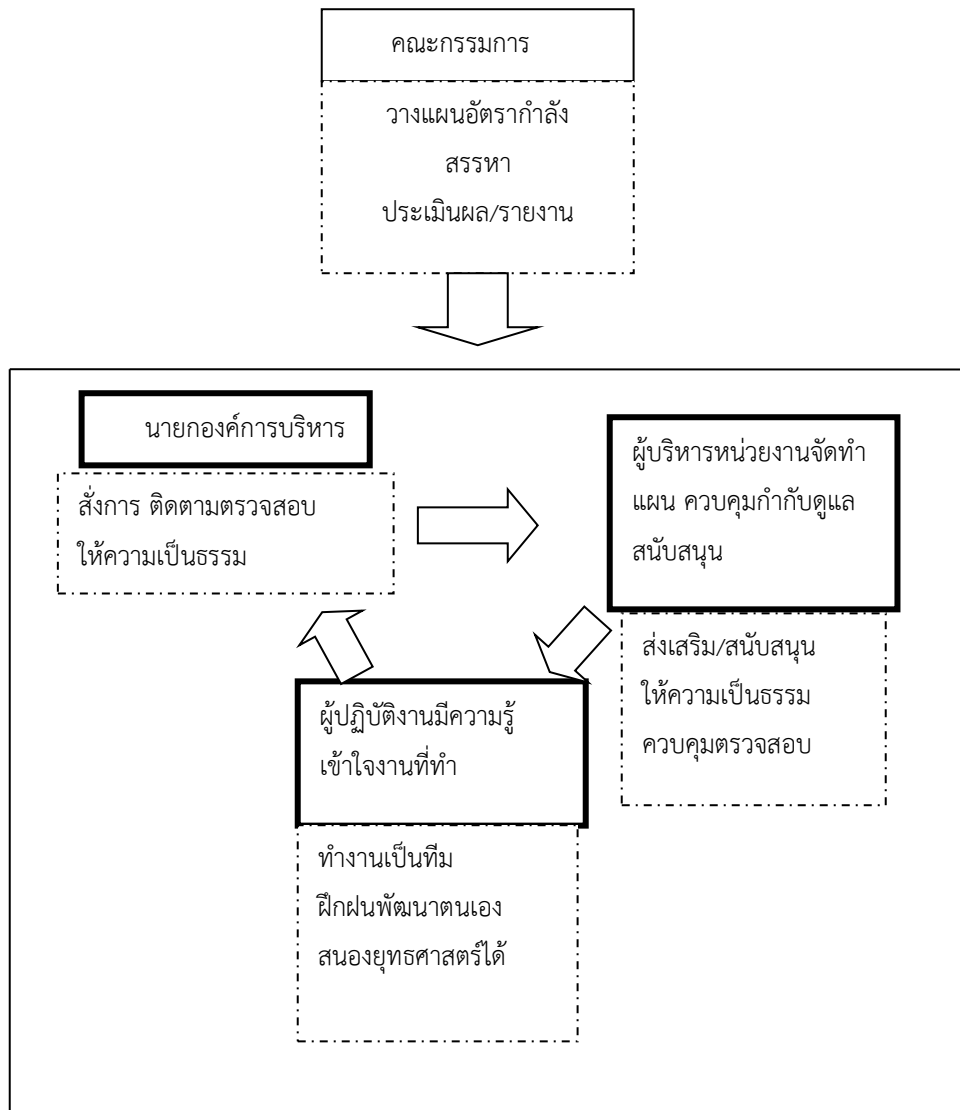 คณะกรรมการ
วางแผนอัตรากำลัง
สรรหา
ประเมินผล/รายงาน
นายกองค์การบริหาร
สั่งการ ติดตามตรวจสอบ
ให้ความเป็นธรรม
ผู้บริหารหน่วยงานจัดทำ
แผน ควบคุมกำกับดูแล
สนับสนุน
ส่งเสริม/สนับสนุน
ให้ความเป็นธรรม
ควบคุมตรวจสอบ
ผู้ปฏิบัติงานมีความรู้
เข้าใจงานที่ทำ
ทำงานเป็นทีม
ฝึกฝนพัฒนาตนเอง
สนองยุทธศาสตร์ได้